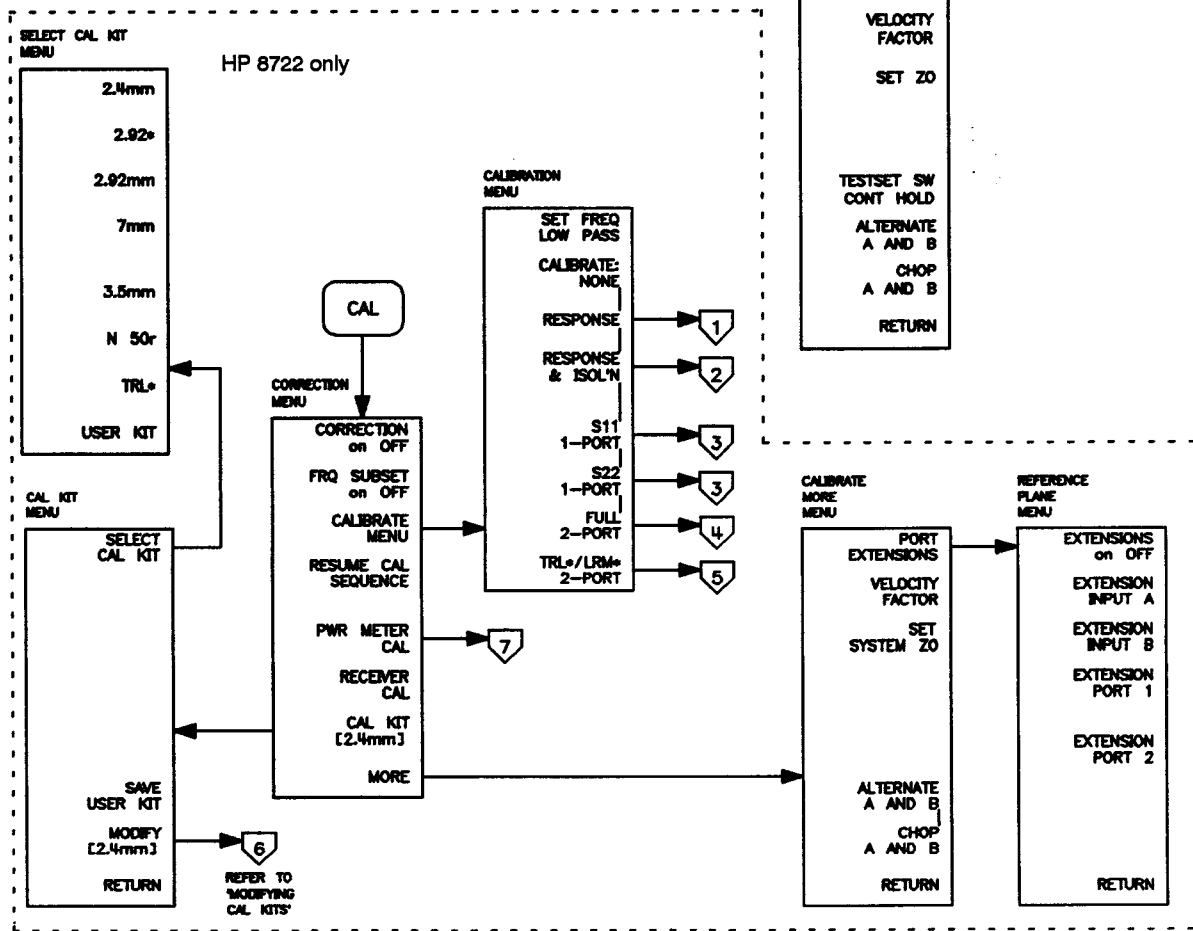 SELECT CAL KIT
MENU
2.4mm
2.92*
2.92mm
7mm
3.5mm
N 50r
TRL*
USER KIT
HP 8722 only
CAL KIT
MENU
SELECT
CAL KIT
SAVE
USER KIT
MODIFY
[2.4mm]
RETURN
6
REFER TO
'MODIFYING
CAL KITS'
CAL
CORRECTION
MENU
CORRECTION
on OFF
FRQ SUBSET
on OFF
CALIBRATE
MENU
RESUME CAL
SEQUENCE
PWR METER
CAL
RECEIVER
CAL
CAL KIT
[2.4mm]
MORE
7
CALIBRATION
MENU
SET FREQ
LOW PASS
CALIBRATE:
NONE
RESPONSE
RESPONSE
& ISOL'N
S11
1-PORT
S22
1-PORT
FULL
2-PORT
TRL*/LRM*
2-PORT
1
2
3
3
4
5
VELOCITY
FACTOR
SET ZO
TESTSET SW
CONT HOLD
ALTERNATE
A AND B
CHOP
A AND B
RETURN
CALIBRATE
MORE
MENU
PORT
EXTENSIONS
VELOCITY
FACTOR
SET
SYSTEM ZO
ALTERNATE
A AND B
CHOP
A AND B
RETURN
REFERENCE
PLANE
MENU
EXTENSIONS
on OFF
EXTENSION
INPUT A
EXTENSION
INPUT B
EXTENSION
PORT 1
EXTENSION
PORT 2
RETURN